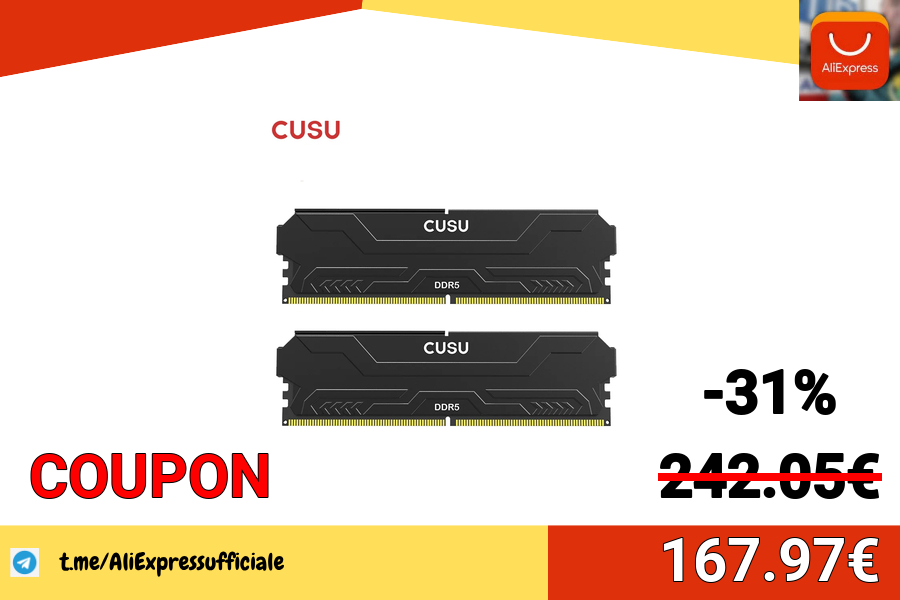 AliExpress
CUSU
CUSU
DDR5
CUSU
DDR5
-31%
COUPON
242.05€
t.me/AliExpressufficiale
167.97€